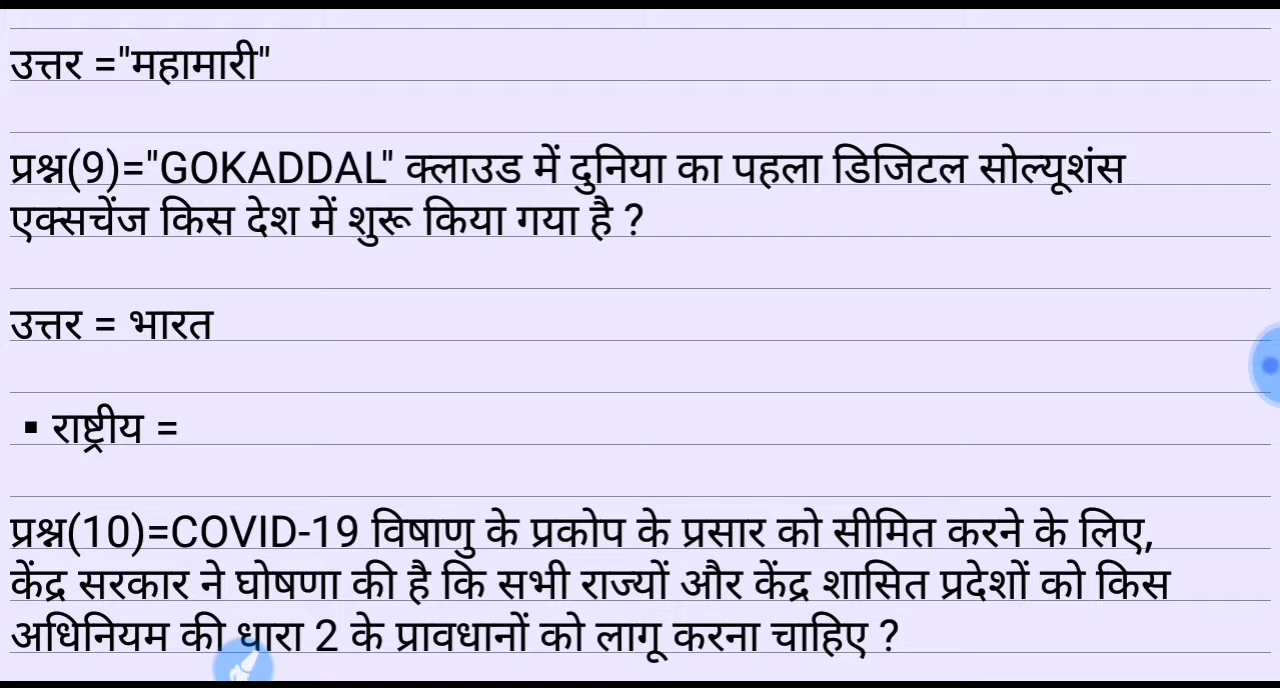 उत्तर ="महामारी"
प्रश्न(9)="GOKADDAL" क्लाउड में दुनिया का पहला डिजिटल सोल्यूशंस
एक्सचेंज किस देश में शुरू किया गया है ?
उत्तर = भारत
▪ राष्ट्रीय =
प्रश्न(10)=COVID-19 विषाणु के प्रकोप के प्रसार को सीमित करने के लिए,
केंद्र सरकार ने घोषणा की है कि सभी राज्यों और केंद्र शासित प्रदेशों को किस
अधिनियम की धारा 2 के प्रावधानों को लागू करना चाहिए ?